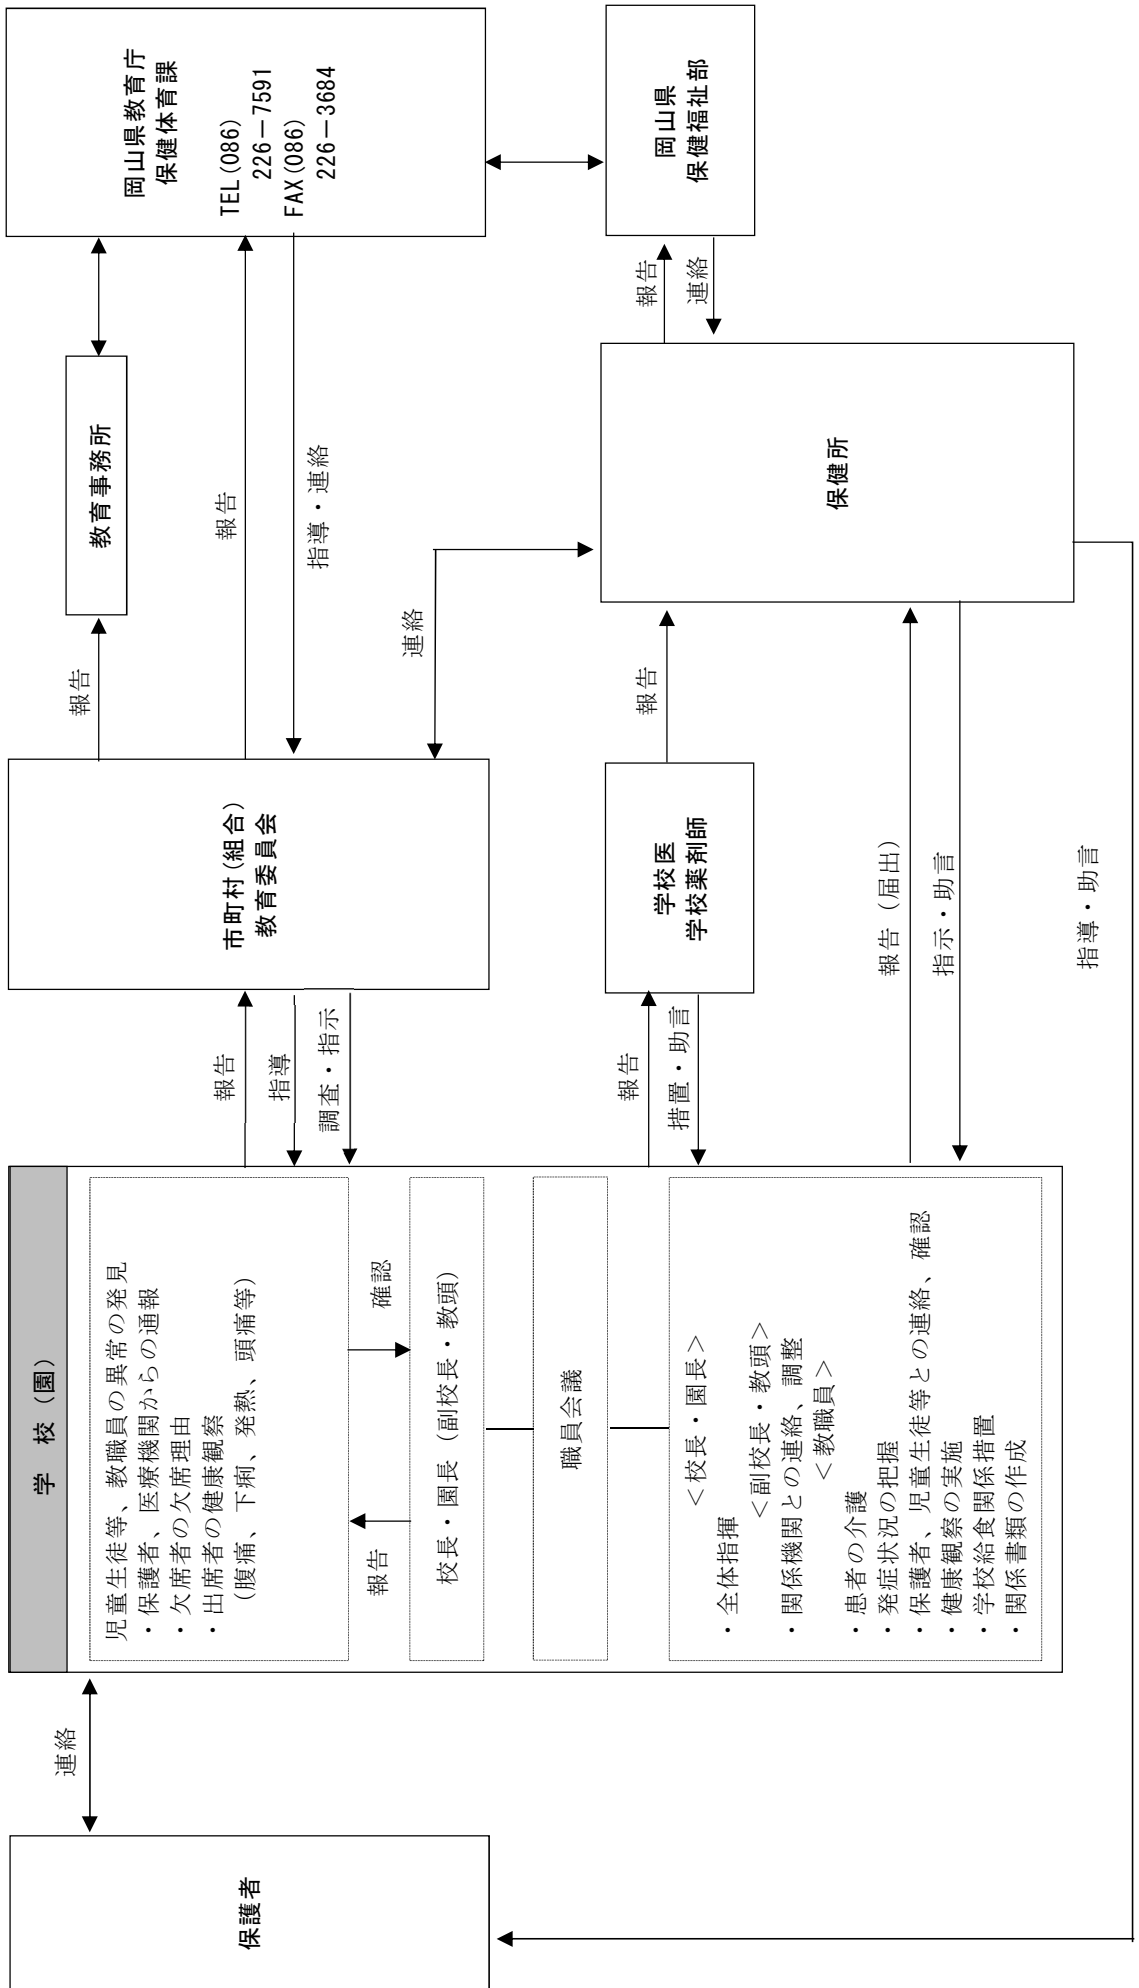 保護者
連絡
学 校 (園)
児童生徒等、教職員の異常の発見
・保護者、医療機関からの通報
・欠席者の欠席理由
・出席者の健康観察
(腹痛、下痢、発熱、頭痛等)
報告
確認
校長・園長(副校長・教頭)
職員会議
＜校長・園長＞
・全体指揮
＜副校長・教頭＞
・関係機関との連絡、調整
＜教職員＞
・患者の介護
・発症状況の把握
・保護者、児童生徒等との連絡、確認
・健康観察の実施
・学校給食関係措置
・関係書類の作成
報告
指導
調査・指示
報告
措置・助言
報告(届出)
指示・助言
指導・助言
市町村(組合)
教育委員会
学校医
学校薬剤師
報告
報告
指導・連絡
連絡
報告
教育事務所
保健所
報告
連絡
岡山県教育庁
保健体育課
TEL(086)
226－7591
FAX(086)
226－3684
岡山県
保健福祉部